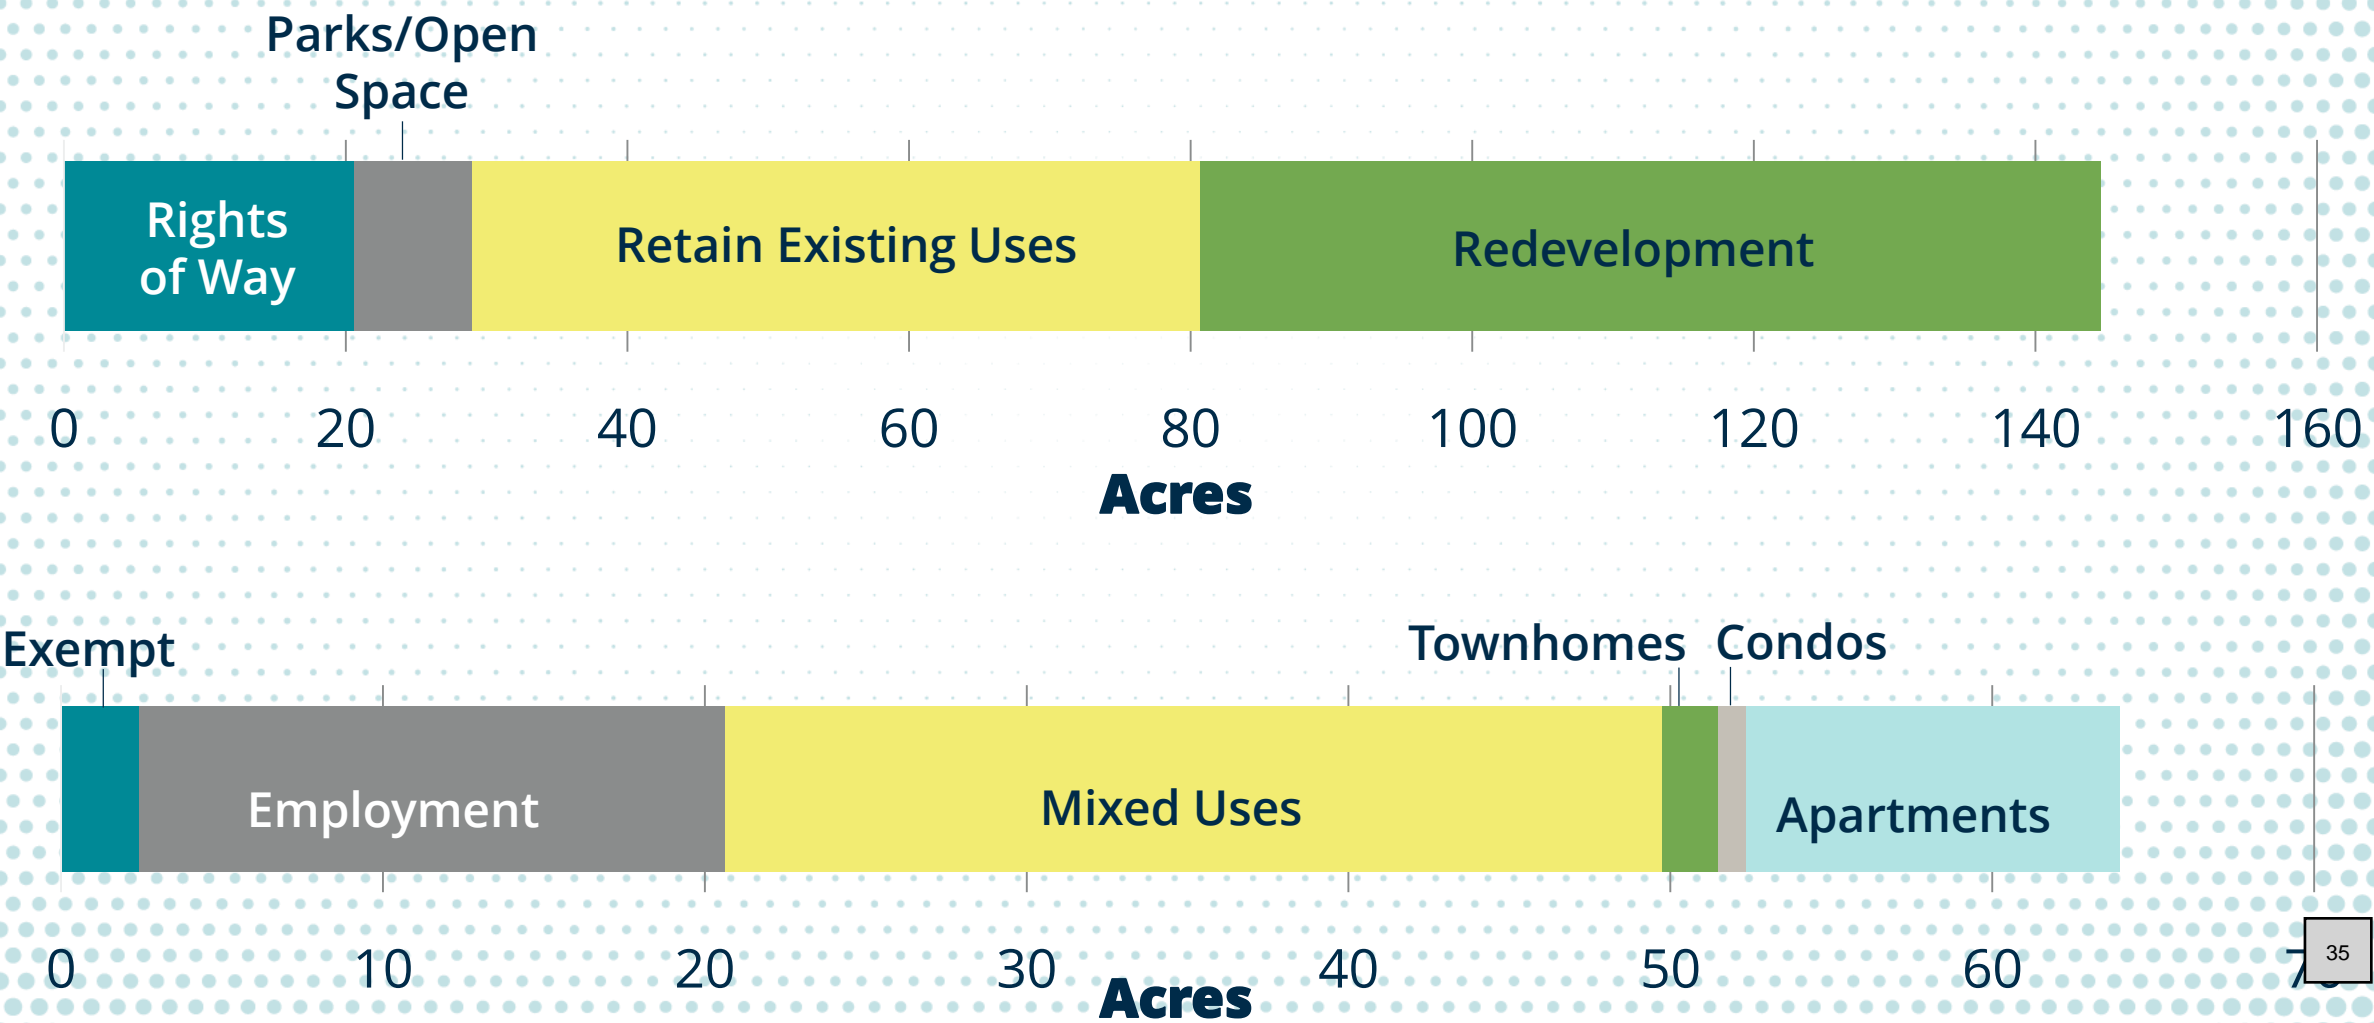 Parks/Open
Space
Rights
of Way
Retain Existing Uses
Redevelopment
0 20 40 60 80 100 120 140 160
Acres
Exempt
Townhomes Condos
Employment
Mixed Uses
Apartments
0 10 20 30 40 50 60
35
Acres